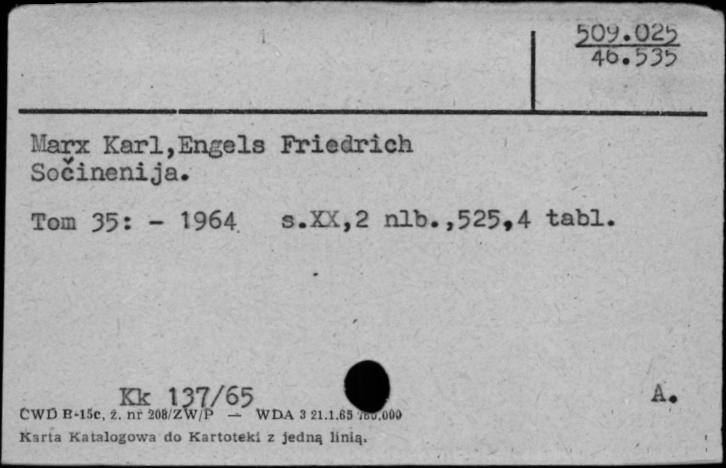 509.025
46.535
Marx Karl,Engels Friedrich
Sočinenija.
Tom 35: - 1964 s.XX,2 nlb.,525,4 tabl.
Kk 137/65
A.
CWD B-15c, ż. nr 208/ZW/P — WDA 3 21.1.65
Karta Katalogowa do Kartoteki z jedną linią.